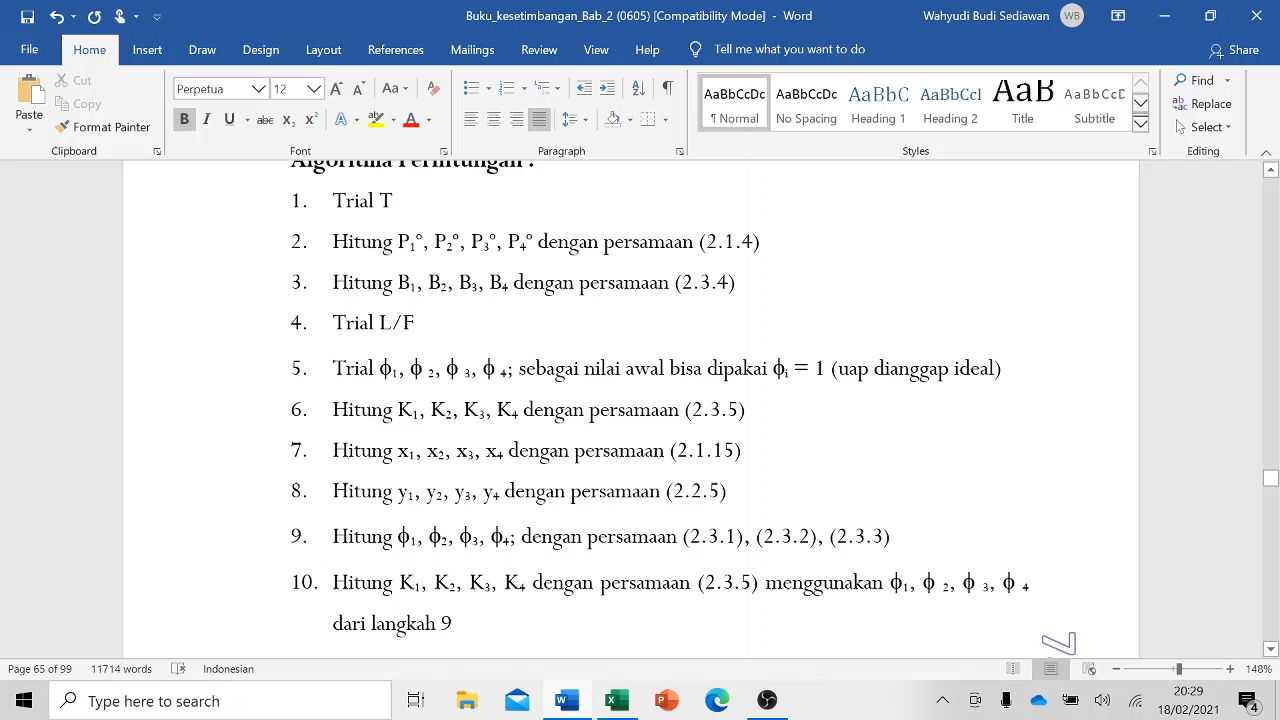 Buku_kesetimbangan_Bab_2 (0605) [Compatibility Mode] - Word
Wahyudi Budi Sediawan
WB
File Home Insert Draw Design Layout References Mailings Review View Help Tell me what you want to do Share
Paste
Cut
Copy
Format Painter
Clipboard
Perpetua 12
Font
Paragraph
AaBbCcDc AaBbCcDc AaBbC AaBbCcI AaB AaBbCcD
¶ Normal No Spacing Heading 1 Heading 2 Title Subtitle
Styles
Find
Replace
Select
Editing
Algoritma Perhitungan :
1. Trial T
2. Hitung P₁°, P₂°, P₃°, P₄° dengan persamaan (2.1.4)
3. Hitung B₁, B₂, B₃, B₄ dengan persamaan (2.3.4)
4. Trial L/F
5. Trial ϕ₁, ϕ ₂, ϕ ₃, ϕ ₄; sebagai nilai awal bisa dipakai ϕᵢ = 1 (uap dianggap ideal)
6. Hitung K₁, K₂, K₃, K₄ dengan persamaan (2.3.5)
7. Hitung x₁, x₂, x₃, x₄ dengan persamaan (2.1.15)
8. Hitung y₁, y₂, y₃, y₄ dengan persamaan (2.2.5)
9. Hitung ϕ₁, ϕ₂, ϕ₃, ϕ₄; dengan persamaan (2.3.1), (2.3.2), (2.3.3)
10. Hitung K₁, K₂, K₃, K₄ dengan persamaan (2.3.5) menggunakan ϕ₁, ϕ ₂, ϕ ₃, ϕ ₄
dari langkah 9
Page 65 of 99 11714 words Indonesian 148%
Type here to search
20:29
18/02/2021
4